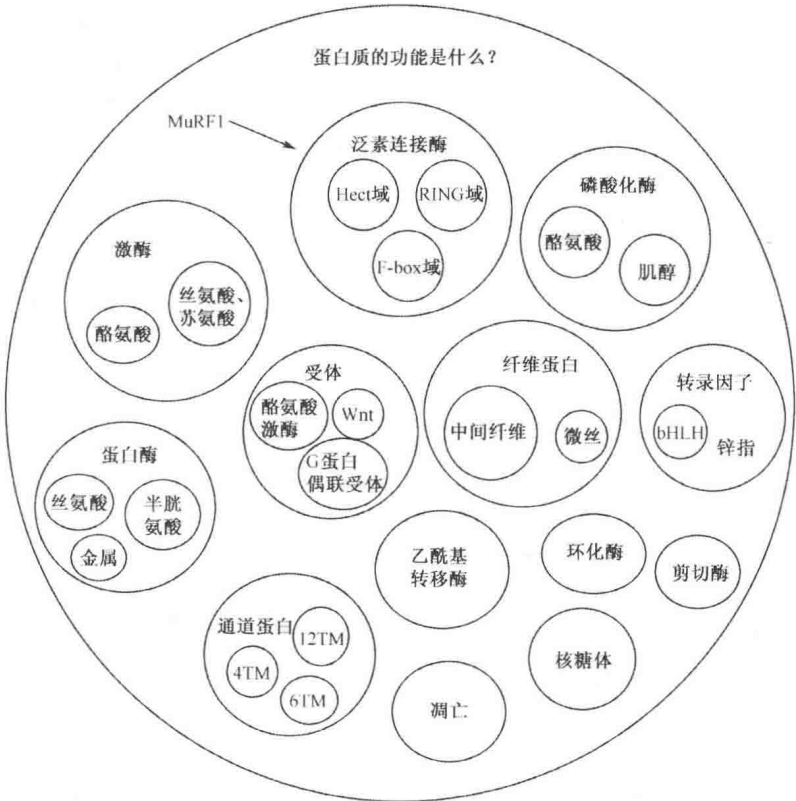 蛋白质的功能是什么?
MuRF1
泛素连接酶
Hect域
RING域
F-box域
磷酸化酶
酪氨酸
肌醇
激酶
丝氨酸、
苏氨酸
酪氨酸
受体
酪氨酸
激酶
Wnt
G蛋白
偶联受体
纤维蛋白
中间纤维
微丝
转录因子
bHLH
锌指
蛋白酶
丝氨酸
半胱
氨酸
金属
乙酰基
转移酶
环化酶
剪切酶
通道蛋白
12TM
4TM
6TM
凋亡
核糖体